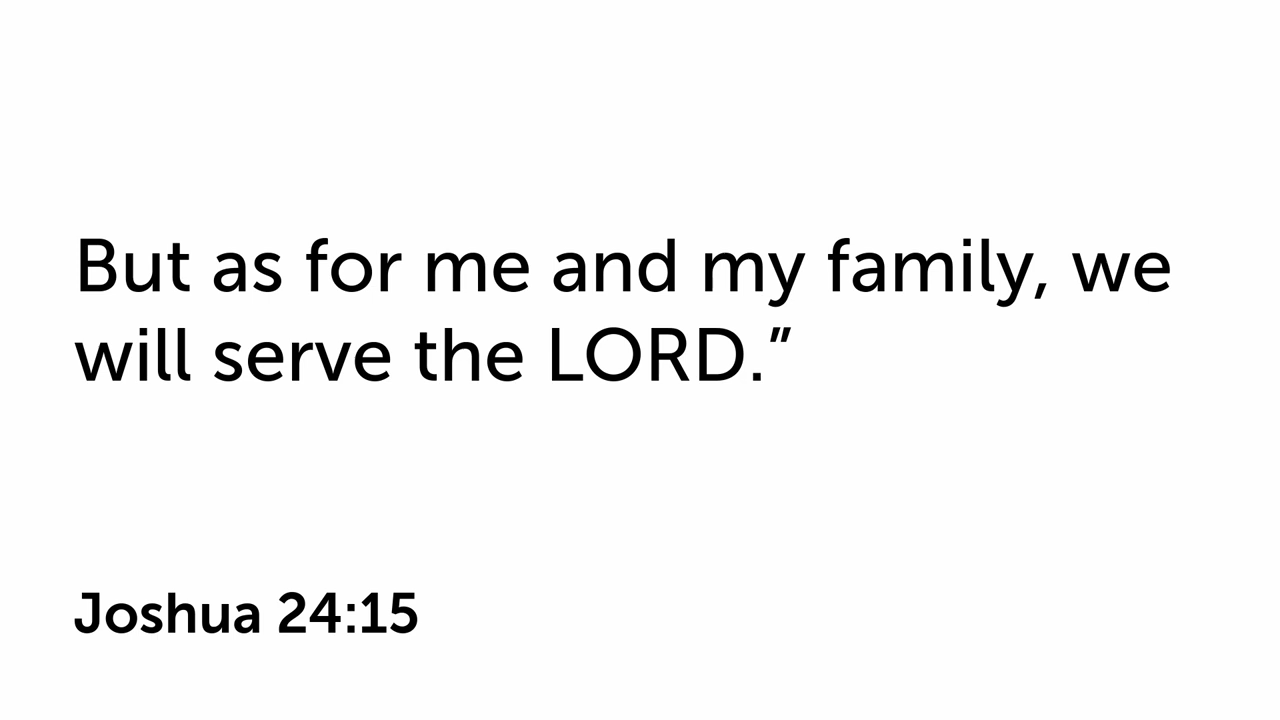 But as for me and my family, we
will serve the LORD.”
Joshua 24:15